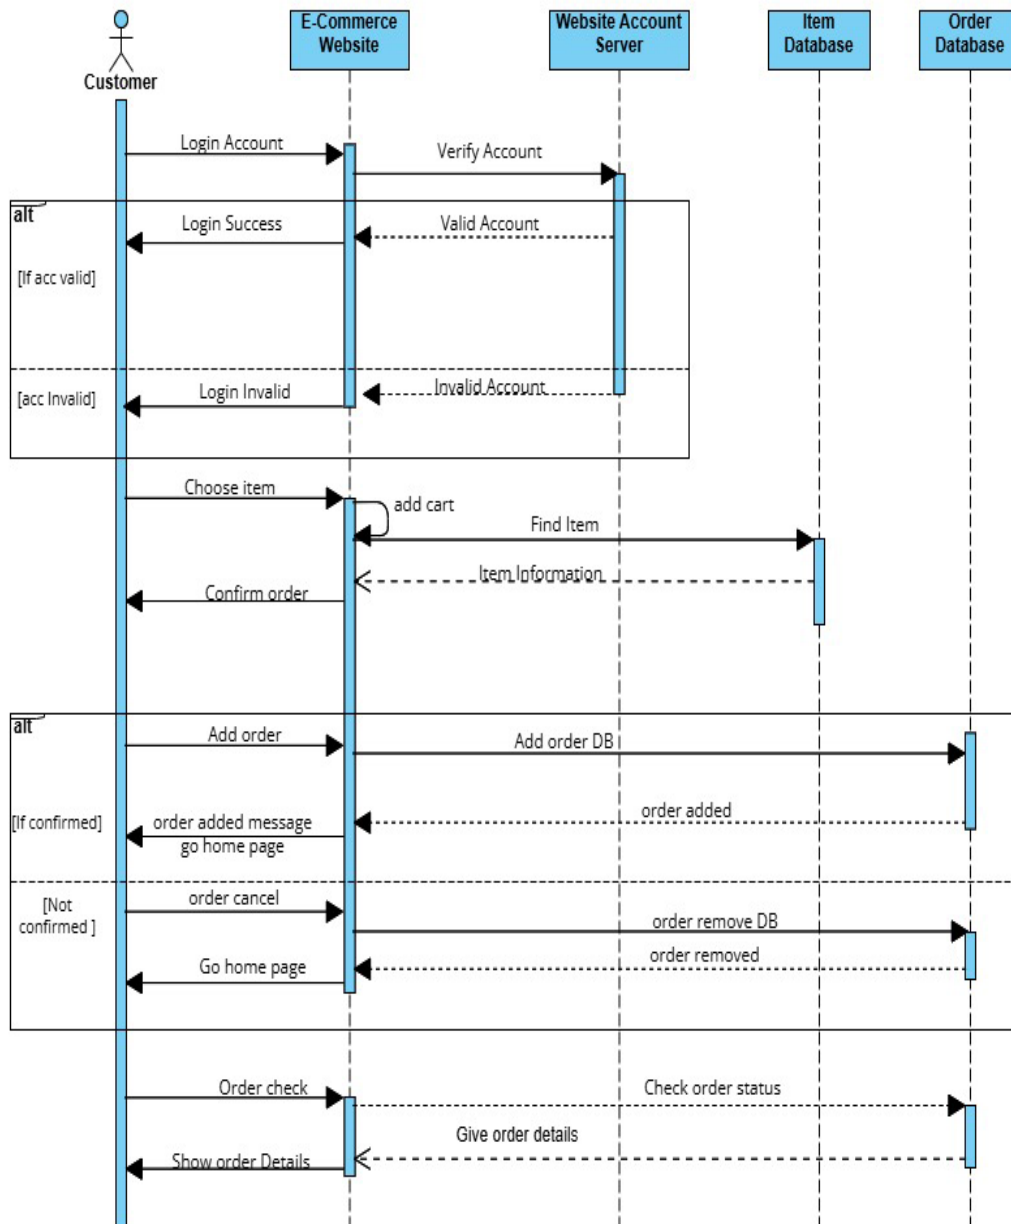 E-Commerce
Website
Website Account
Server
Item
Database
Order
Database
Customer
Login Account
Verify Account
alt
Login Success
Valid Account
[If acc valid]
Invalid Account
[acc Invalid]
Login Invalid
Choose item
add cart
Find Item
Item Information
Confirm order
alt
Add order
Add order DB
[If confirmed]
order added
order added message
go home page
[Not
confirmed ]
order cancel
order remove DB
order removed
Go home page
Order check
Check order status
Give order details
Show order Details